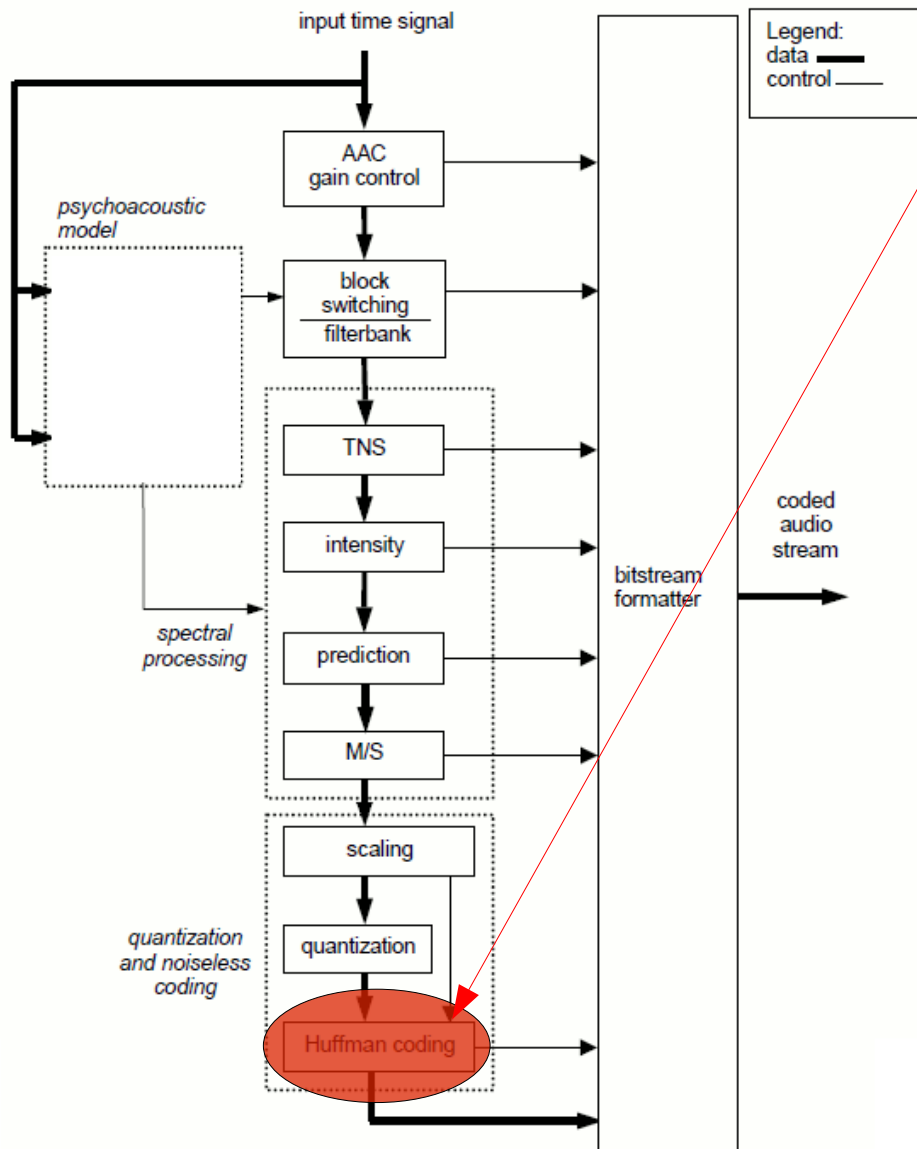 input time signal
Legend:
data
control
AAC
gain control
psychoacoustic
model
block
switching
filterbank
TNS
intensity
spectral
processing
prediction
M/S
bitstream
formatter
coded
audio
stream
scaling
quantization
and noiseless
coding
quantization
Huffman coding